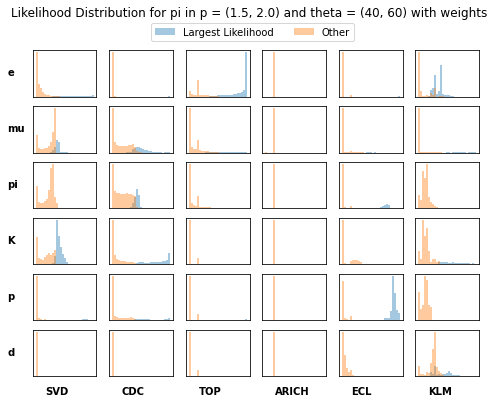 Likelihood Distribution for pi in p = (1.5, 2.0) and theta = (40, 60) with weights
Largest Likelihood Other
e
mu
pi
K
p
d
SVD CDC TOP ARICH ECL KLM